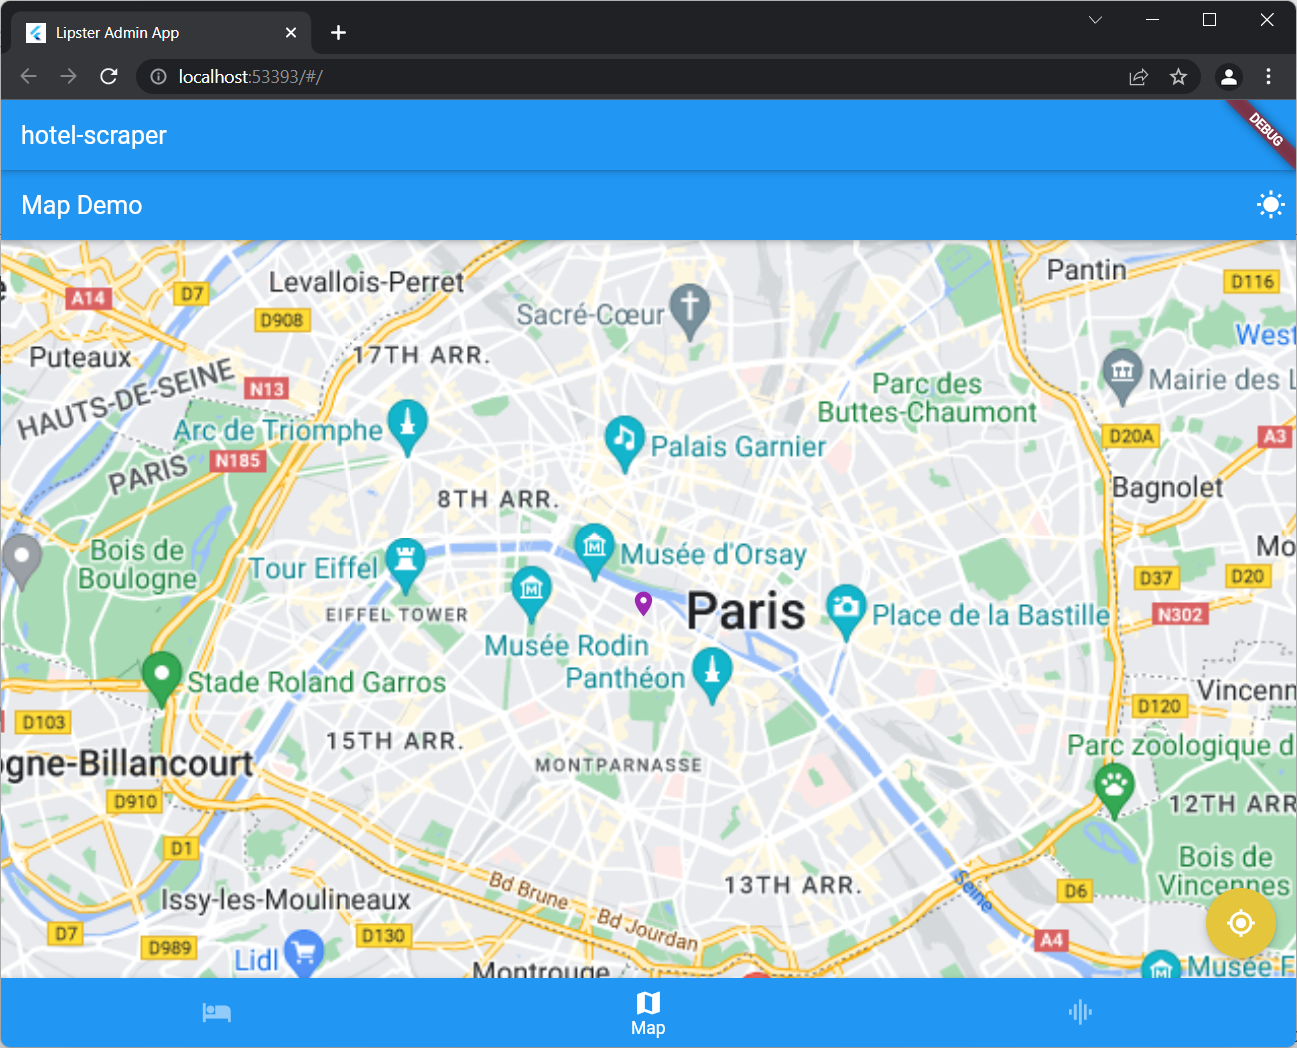 Lipster Admin App
localhost:53393/#/
hotel-scraper
DEBUG
Map Demo
Levallois-Perret
Pantin
A14
D7
D116
D908
Sacré-Cœur
West
Puteaux
17TH ARR.
HAUTS-DE-SEINE
N13
Parc des
Buttes-Chaumont
Mairie des L
Arc de Triomphe
Palais Garnier
D20A
A3
PARIS
N185
8TH ARR.
Bagnolet
Bois de
Boulogne
Tour Eiffel
Musée d'Orsay
Mo
D37
D20
EIFFEL TOWER
Paris
Place de la Bastille
N302
Musée Rodin
Panthéon
Stade Roland Garros
Vincenn
D103
D120
15TH ARR.
MONTPARNASSE
Parc zoologique d
ogne-Billancourt
D910
12TH ARR
D1
Bois de
Vincennes
13TH ARR.
Bd Brune
Seine
D6
Issy-les-Moulineaux
Bd Jourdan
D7
D989
D130
A4
Lidl
Montrouge
Musée F
Map